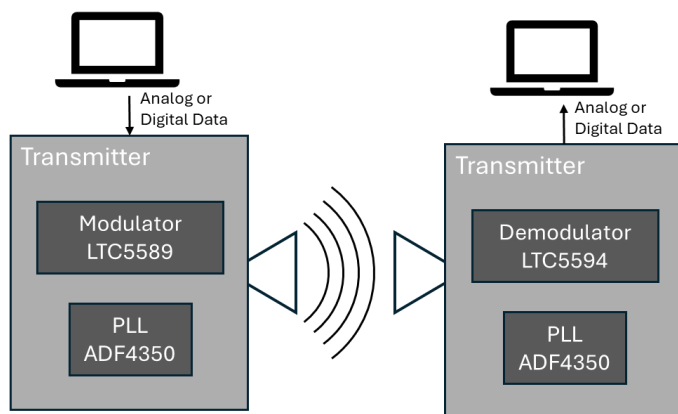 Analog or
Digital Data
Transmitter
Modulator
LTC5589
PLL
ADF4350
Analog or
Digital Data
Transmitter
Demodulator
LTC5594
PLL
ADF4350